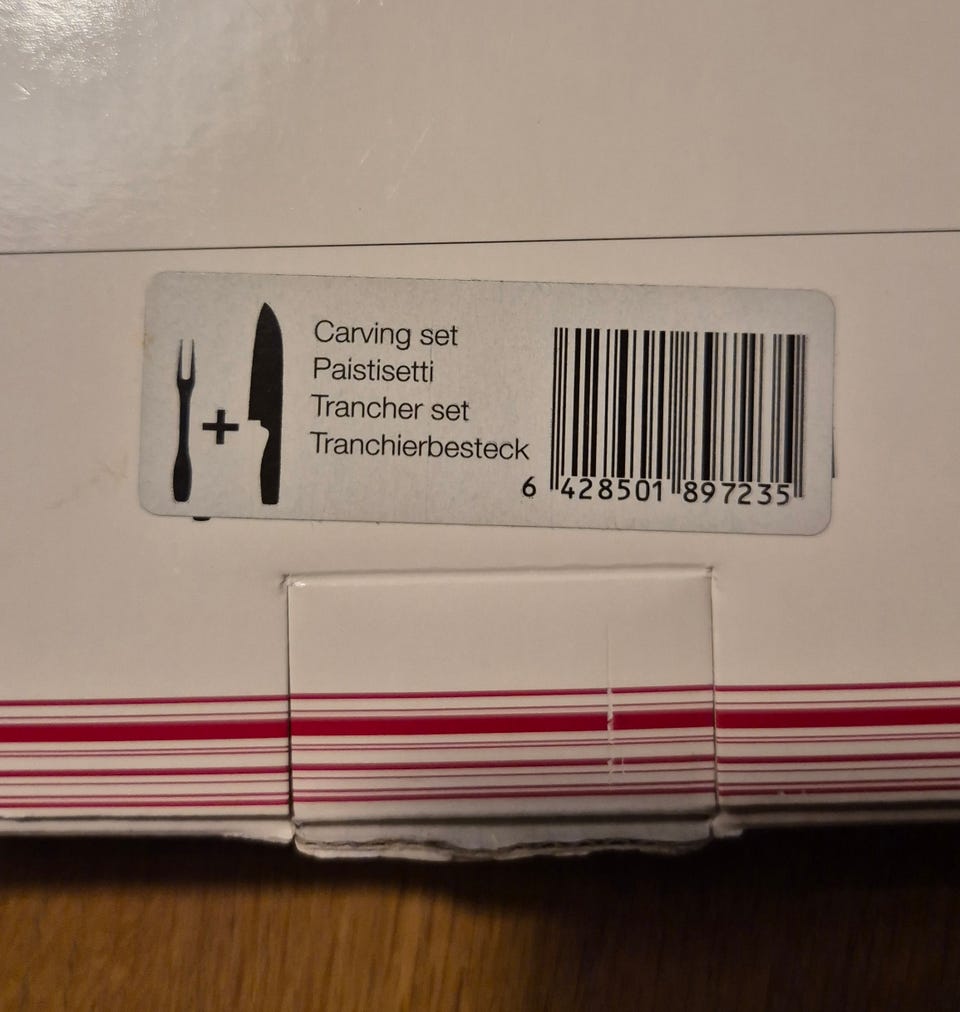 Carving set
Paistisetti
Trancher set
Tranchierbesteck
6 428501 897235